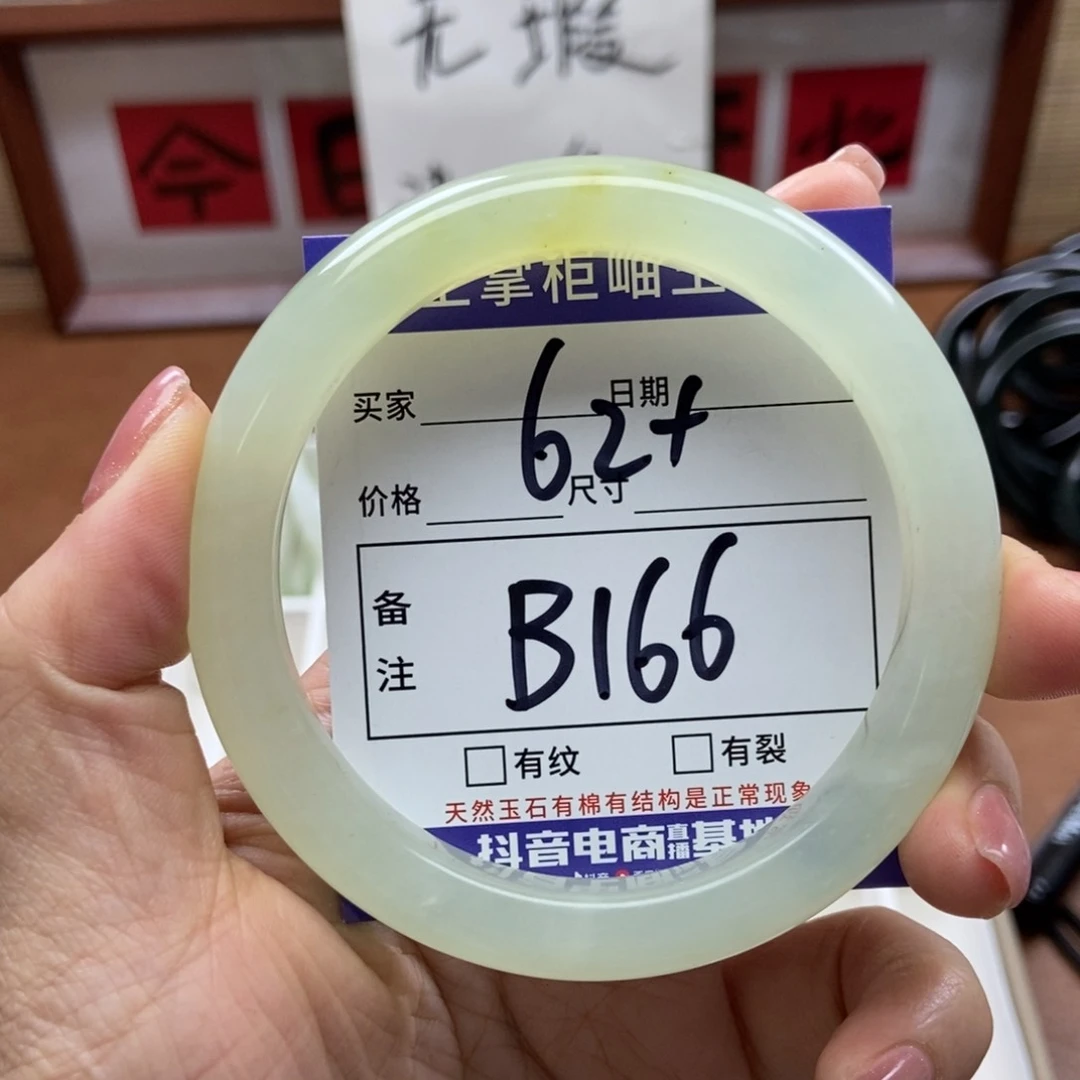 无 瑕
今 日
掌柜岫玉
买家 日期
62+
价格 尺寸
备注
B166
有纹 有裂
天然玉石有棉有结构是正常现象
抖音电商直播基地